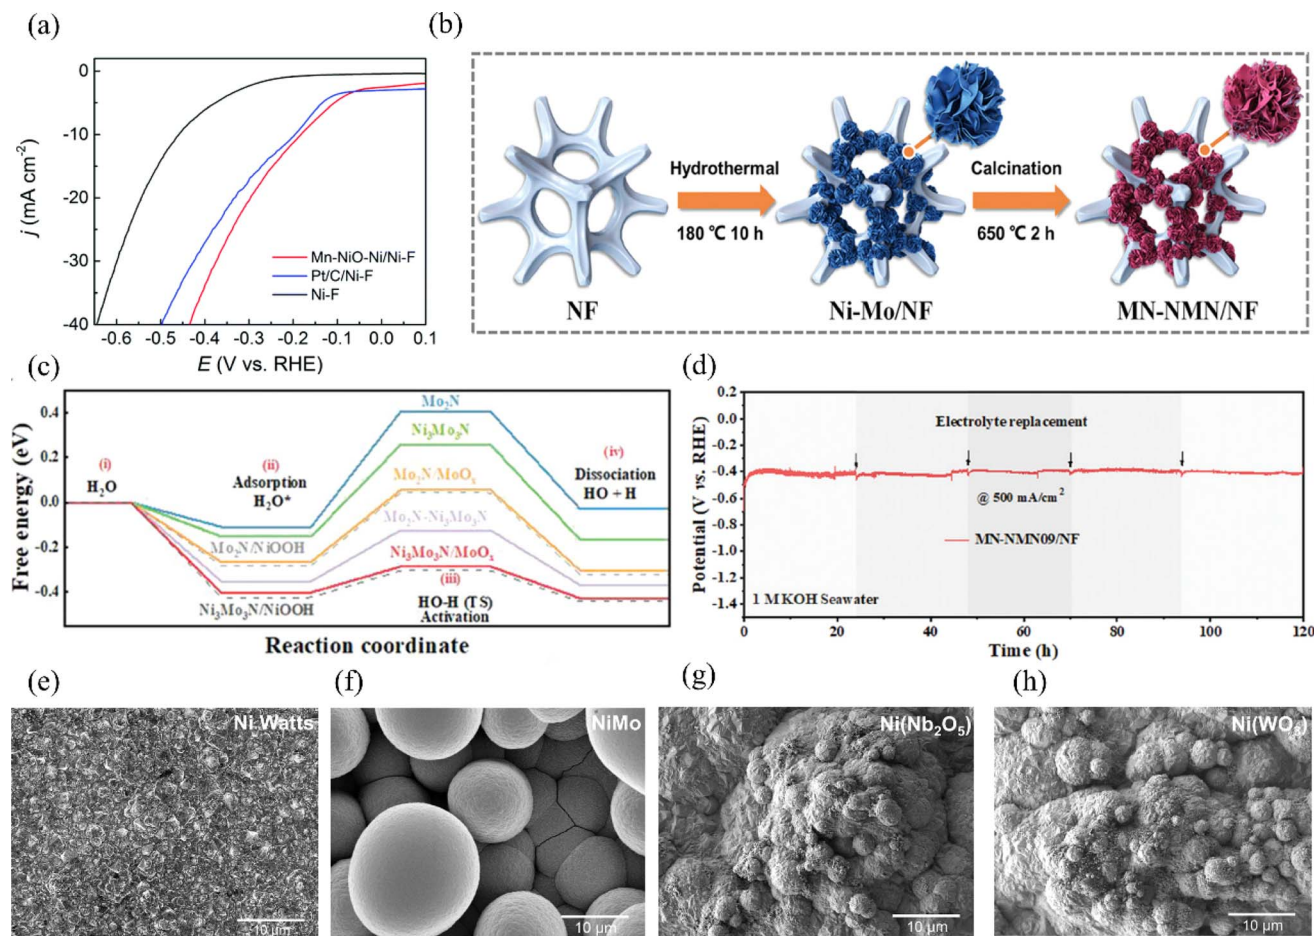 (a)
0
-10
-20
-30
-40
j (mA cm⁻²)
Mn-NiO-Ni/Ni-F
Pt/C/Ni-F
Ni-F
-0.6 -0.5 -0.4 -0.3 -0.2 -0.1 0.0 0.1
E (V vs. RHE)
(b)
Hydrothermal
180 ℃ 10 h
Calcination
650 ℃ 2 h
NF
Ni-Mo/NF
MN-NMN/NF
(c)
0.4
0.2
0.0
-0.2
-0.4
Free energy (eV)
(i)
H₂O
(ii)
Adsorption
H₂O*
Mo₂N
Ni₃Mo₃N
Mo₂N/MoOₓ
Mo₂N-Ni₃Mo₃N
Ni₃Mo₃N/MoOₓ
Mo₂N/NiOOH
Ni₃Mo₃N/NiOOH
(iii)
HO-H (TS)
Activation
(iv)
Dissociation
HO + H
Reaction coordinate
(d)
0.2
0.0
-0.2
-0.4
-0.6
-0.8
-1.0
-1.2
-1.4
Potential (V vs. RHE)
Electrolyte replacement
@ 500 mA/cm²
MN-NMN09/NF
1 M KOH Seawater
0 20 40 60 80 100 120
Time (h)
(e)
Ni Watts
10 µm
(f)
NiMo
10 µm
(g)
Ni(Nb₂O₅)
10 µm
(h)
Ni(WO₃)
10 µm